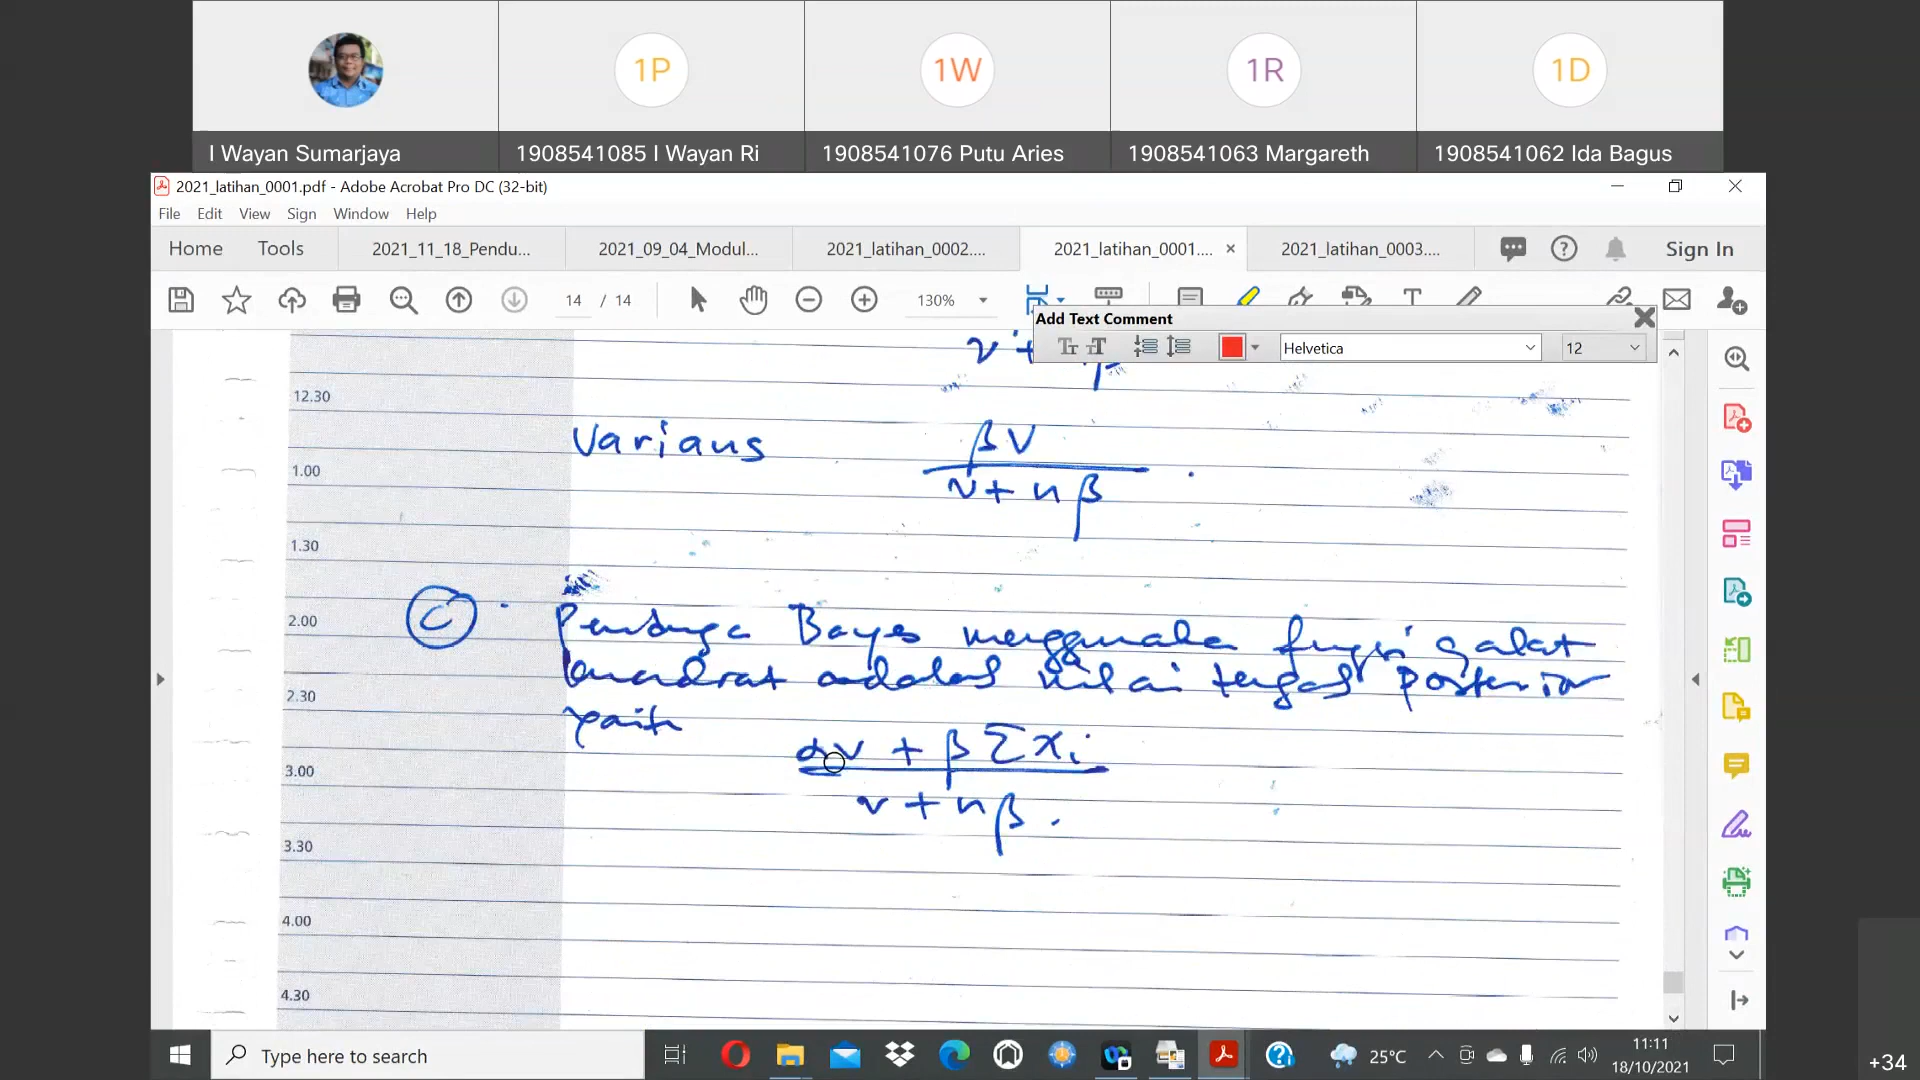 1P
1W
1R
1D
I Wayan Sumarjaya
1908541085 I Wayan Ri
1908541076 Putu Aries
1908541063 Margareth
1908541062 Ida Bagus
2021_latihan_0001.pdf - Adobe Acrobat Pro DC (32-bit)
File Edit View Sign Window Help
Home Tools 2021_11_18_Pendu... 2021_09_04_Modul... 2021_latihan_0002.... 2021_latihan_0001.... × 2021_latihan_0003.... Sign In
14 / 14 130%
Add Text Comment
Helvetica 12
12.30
Varians βν
ν + nβ .
1.00
1.30
2.00
C . Penduga Bayes menggunaka fungsi galat
kuadrat adalah nilai tengah posterior
2.30
yaitu
αν + β Σ xi
3.00
ν + nβ .
3.30
4.00
4.30
Type here to search
25°C
11:11
18/10/2021
+34